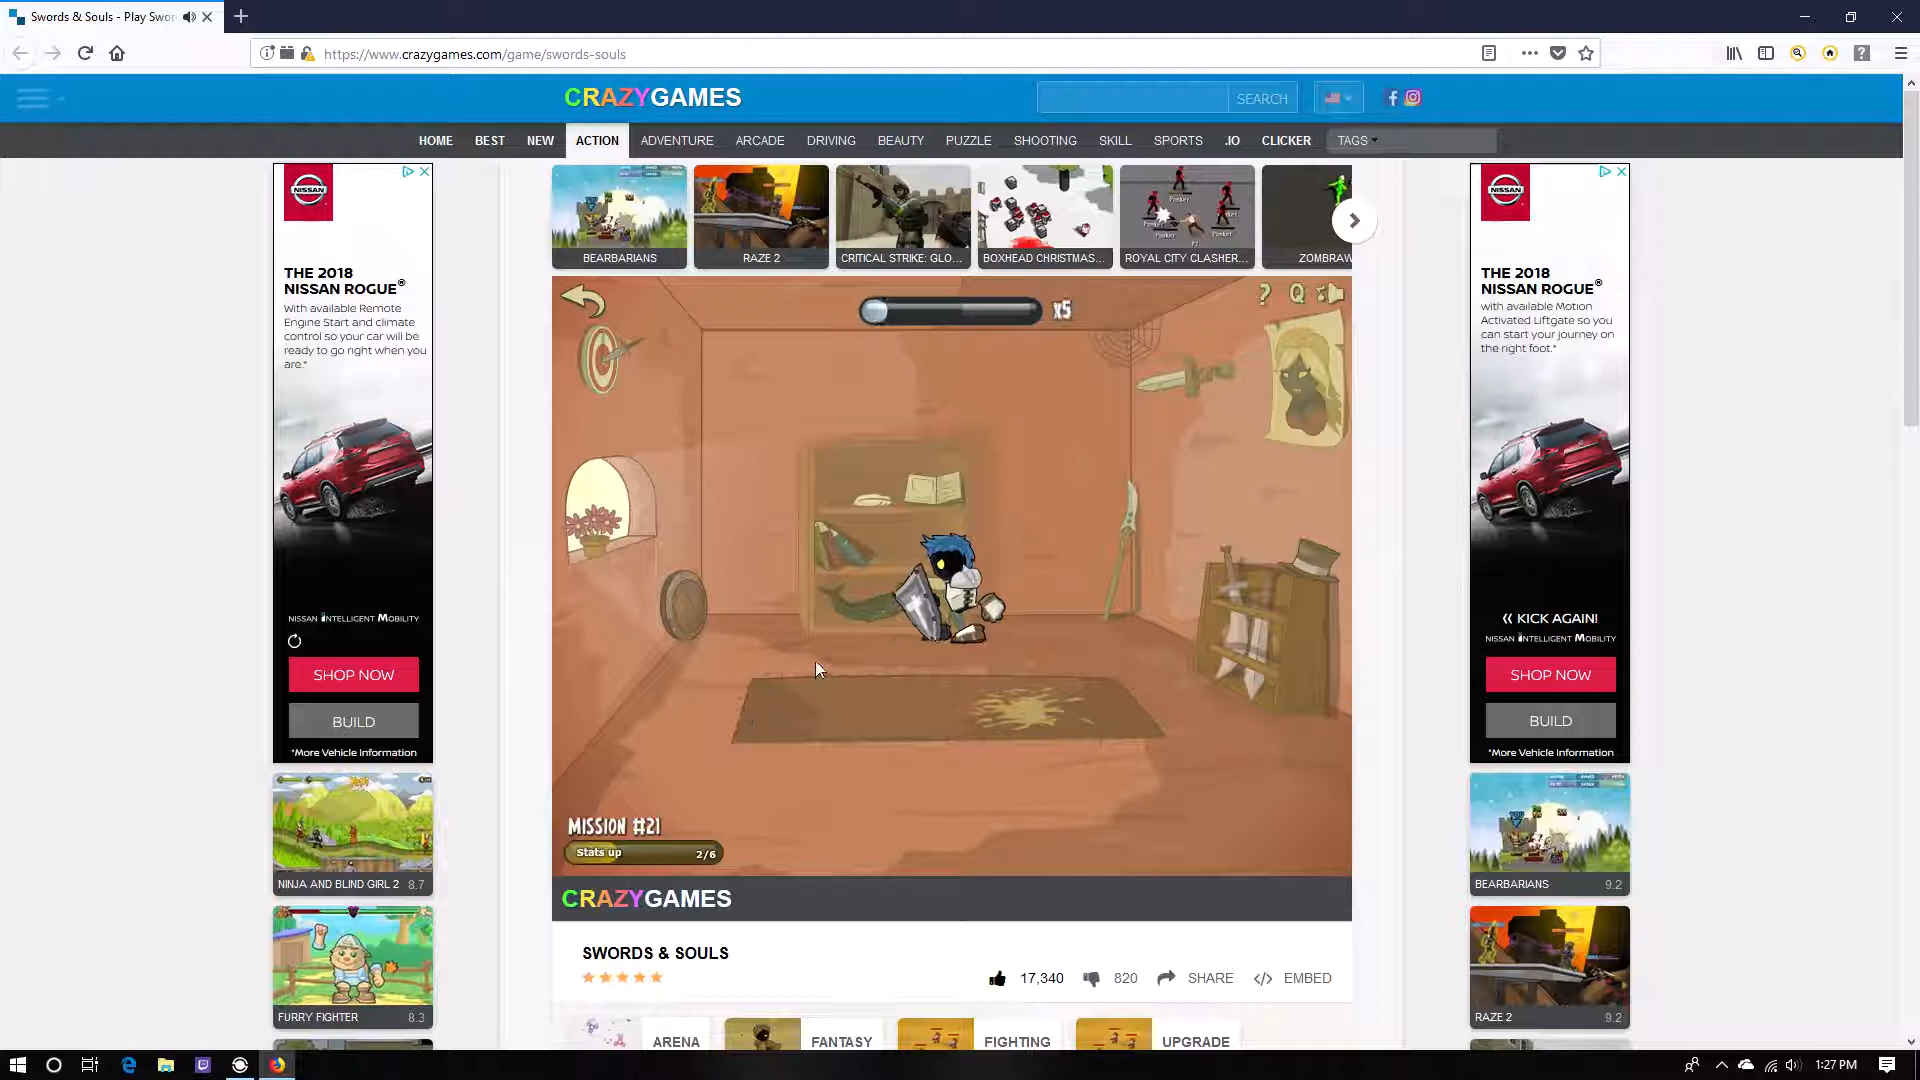 Swords & Souls - Play Swor
https://www.crazygames.com/game/swords-souls
CRAZYGAMES
SEARCH
HOME BEST NEW ACTION ADVENTURE ARCADE DRIVING BEAUTY PUZZLE SHOOTING SKILL SPORTS .IO CLICKER TAGS
BEARBARIANS
RAZE 2
CRITICAL STRIKE: GLO...
BOXHEAD CHRISTMAS...
ROYAL CITY CLASHER...
ZOMBRAW
NISSAN
THE 2018
NISSAN ROGUE®
With available Remote
Engine Start and climate
control so your car will be
ready to go right when you
are.*
NISSAN INTELLIGENT MOBILITY
SHOP NOW
BUILD
*More Vehicle Information
NINJA AND BLIND GIRL 2 8.7
FURRY FIGHTER 8.3
? Q
x5
MISSION #21
Stats up 2/6
CRAZYGAMES
SWORDS & SOULS
17,340 820 SHARE EMBED
ARENA FANTASY FIGHTING UPGRADE
NISSAN
THE 2018
NISSAN ROGUE®
with available Motion
Activated Liftgate so you
can start your journey on
the right foot.*
KICK AGAIN!
NISSAN INTELLIGENT MOBILITY
SHOP NOW
BUILD
*More Vehicle Information
BEARBARIANS 9.2
RAZE 2 9.2
1:27 PM